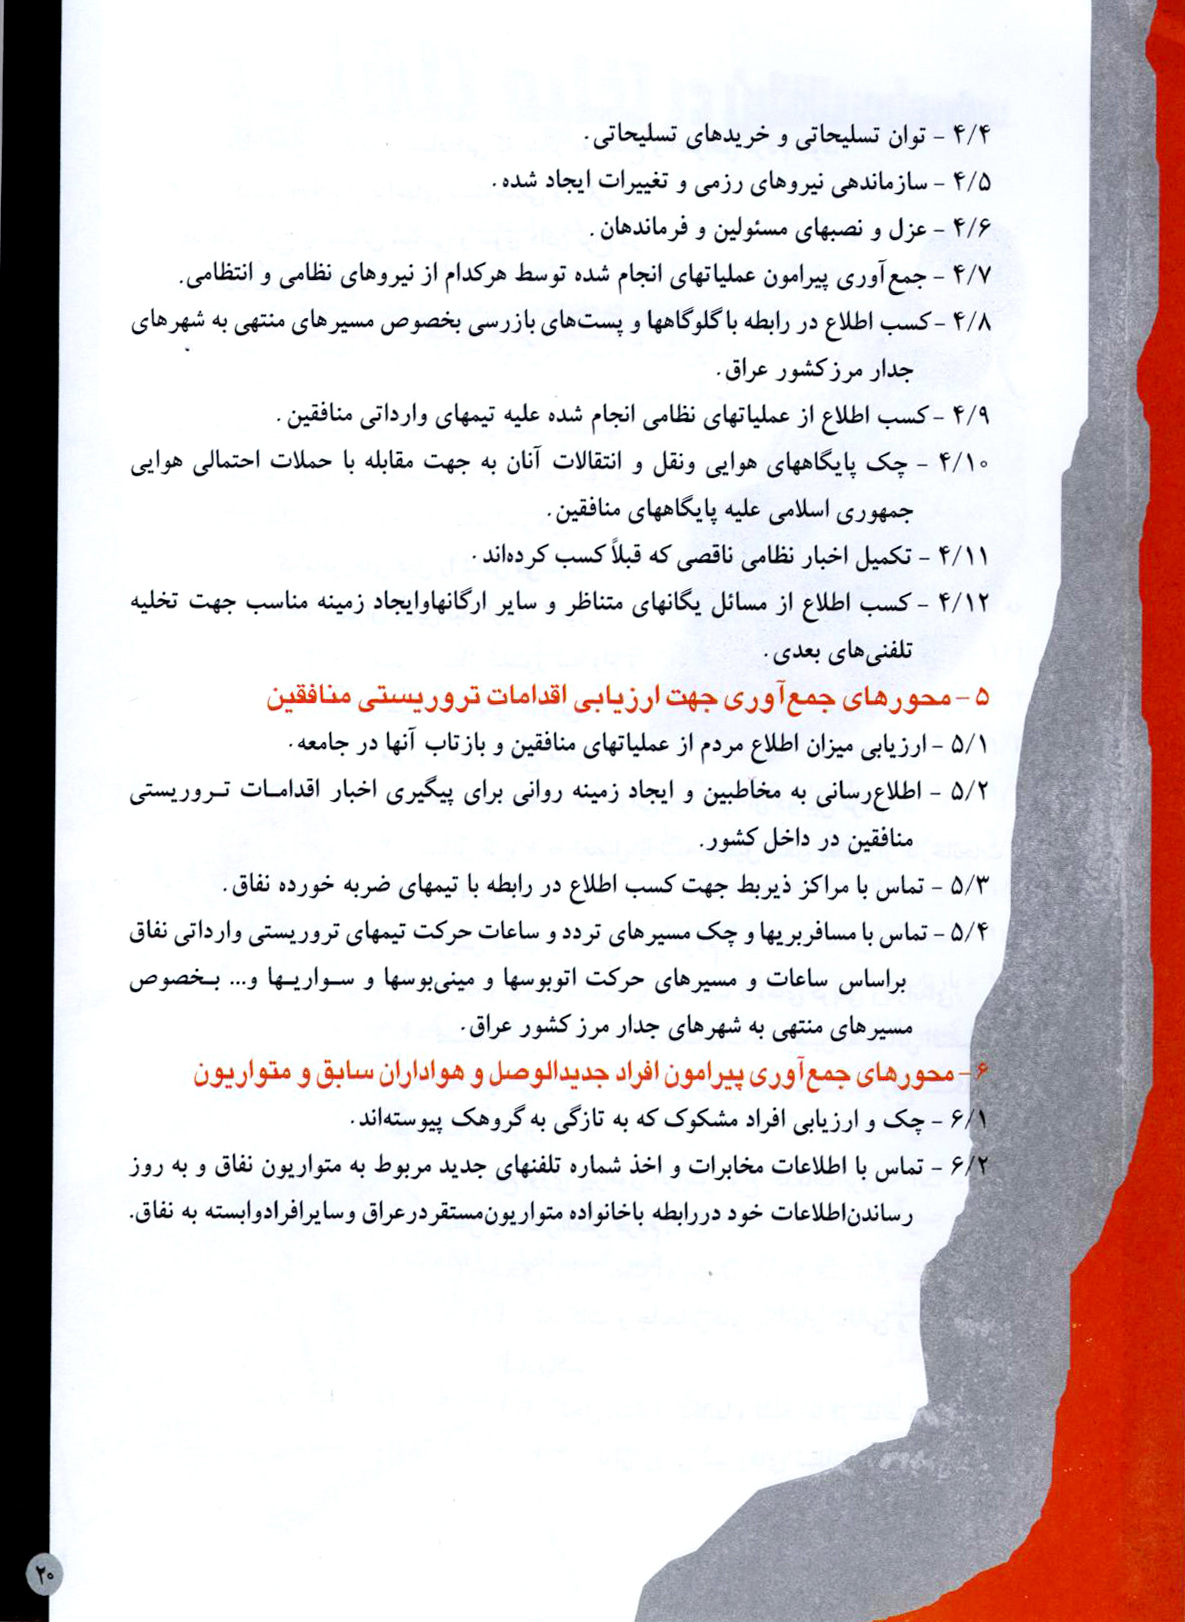 ۴/۴ - توان تسلیحاتی و خریدهای تسلیحاتی.
۴/۵ - سازماندهی نیروهای رزمی و تغییرات ایجاد شده.
۴/۶ - عزل و نصبهای مسئولین و فرماندهان.
۴/۷ - جمع‌آوری پیرامون عملیاتهای انجام شده توسط هرکدام از نیروهای نظامی و انتظامی.
۴/۸ - کسب اطلاع در رابطه با گلوگاهها و پست‌های بازرسی بخصوص مسیرهای منتهی به شهرهای
جدار مرز کشور عراق.
۴/۹ - کسب اطلاع از عملیاتهای نظامی انجام شده علیه تیمهای وارداتی منافقین.
۴/۱۰ - چک پایگاههای هوایی ونقل و انتقالات آنان به جهت مقابله با حملات احتمالی هوایی
جمهوری اسلامی علیه پایگاههای منافقین.
۴/۱۱ - تکمیل اخبار نظامی ناقصی که قبلاً کسب کرده‌اند.
۴/۱۲ - کسب اطلاع از مسائل یگانهای متناظر و سایر ارگانهاوایجاد زمینه مناسب جهت تخلیه
تلفنی‌های بعدی.
۵ - محورهای جمع‌آوری جهت ارزیابی اقدامات تروریستی منافقین
۵/۱ - ارزیابی میزان اطلاع مردم از عملیاتهای منافقین و بازتاب آنها در جامعه.
۵/۲ - اطلاع‌رسانی به مخاطبین و ایجاد زمینه روانی برای پیگیری اخبار اقدامـات تـروریستی
منافقین در داخل کشور.
۵/۳ - تماس با مراکز ذیربط جهت کسب اطلاع در رابطه با تیمهای ضربه خورده نفاق.
۵/۴ - تماس با مسافربریها و چک مسیرهای تردد و ساعات حرکت تیمهای تروریستی وارداتی نفاق
براساس ساعات و مسیرهای حرکت اتوبوسها و مینی‌بوسها و سـواریـها و... بـخصوص
مسیرهای منتهی به شهرهای جدار مرز کشور عراق.
۶ - محورهای جمع‌آوری پیرامون افراد جدیدالوصل و هواداران سابق و متواریون
۶/۱ - چک و ارزیابی افراد مشکوک که به تازگی به گروهک پیوسته‌اند.
۶/۲ - تماس با اطلاعات مخابرات و اخذ شماره تلفنهای جدید مربوط به متواریون نفاق و به روز
رساندن‌اطلاعات خود دررابطه باخانواده متواریون‌مستقردرعراق وسایرافرادوابسته به نفاق.
۲۰